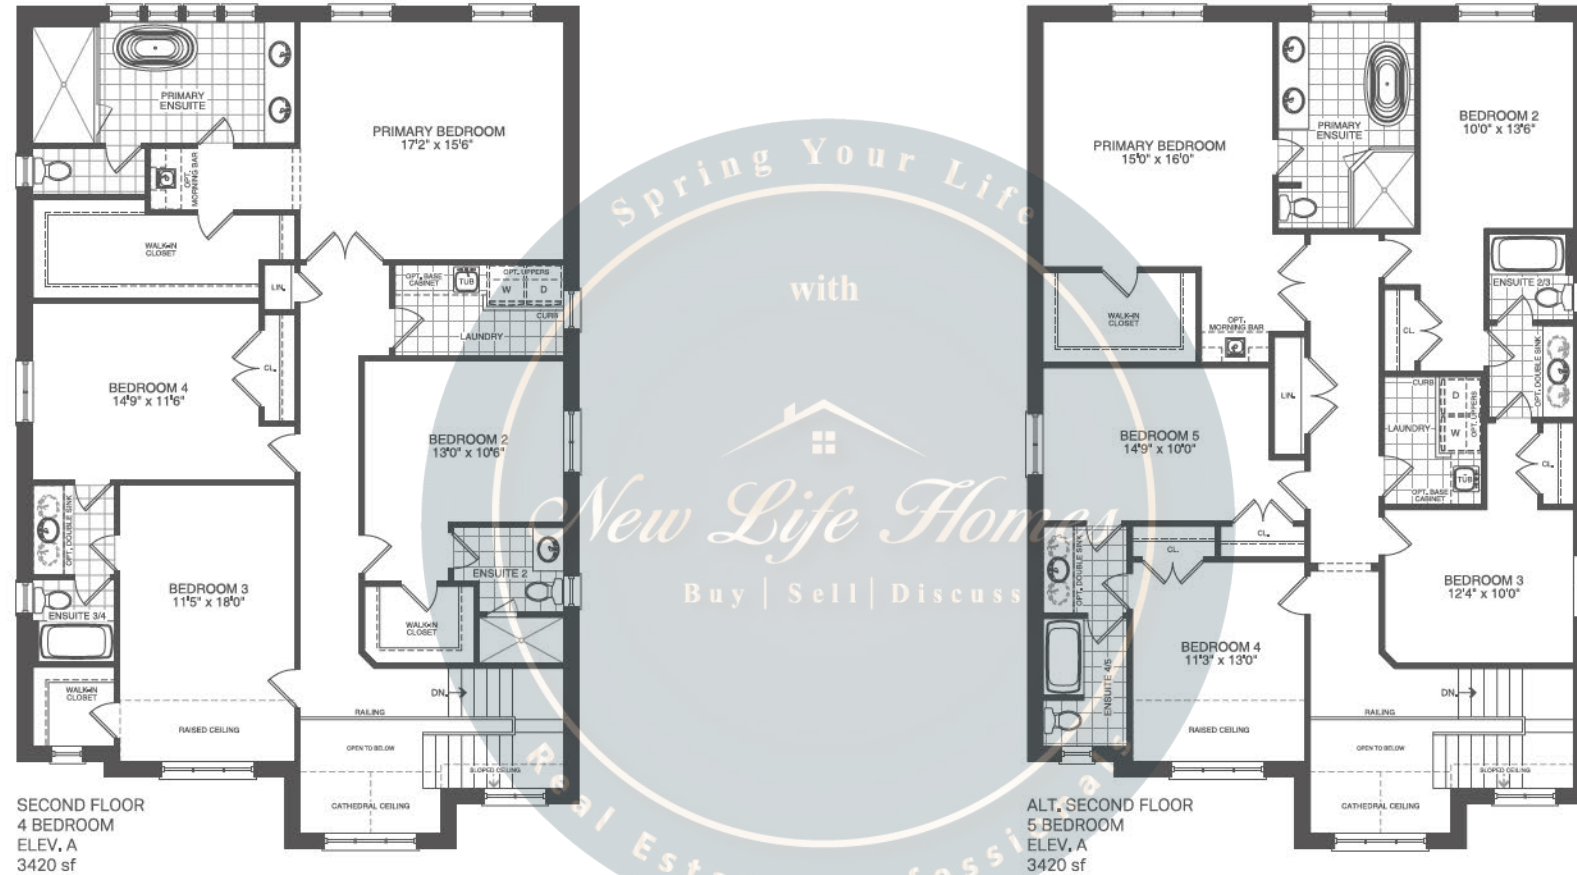 PRIMARY
ENSUITE
PRIMARY BEDROOM
17'2" x 15'6"
OPT.
MORNING BAR
WALK-IN
CLOSET
LIN.
OPT. BASE
CABINET
TUB
OPT. UPPERS
W
D
CURB
LAUNDRY
BEDROOM 4
14'9" x 11'6"
CL.
BEDROOM 2
13'0" x 10'6"
OPT. DOUBLE SINK
ENSUITE 3/4
BEDROOM 3
11'5" x 18'0"
ENSUITE 2
WALK-IN
CLOSET
WALK-IN
CLOSET
RAISED CEILING
DN.
RAILING
OPEN TO BELOW
SLOPED CEILING
CATHEDRAL CEILING
SECOND FLOOR
4 BEDROOM
ELEV. A
3420 sf
Spring Your Life
with
New Life Homes
Buy | Sell | Discuss
Real Estate Professionals
PRIMARY BEDROOM
15'0" x 16'0"
PRIMARY
ENSUITE
BEDROOM 2
10'0" x 13'6"
WALK-IN
CLOSET
OPT.
MORNING BAR
ENSUITE 2/3
CL.
OPT. DOUBLE SINK
LIN.
CURB
D
W
OPT. UPPERS
LAUNDRY
OPT. BASE
CABINET
TUB
CL.
BEDROOM 5
14'9" x 10'0"
CL.
CL.
OPT. DOUBLE SINK
ENSUITE 4/5
BEDROOM 4
11'3" x 13'0"
RAISED CEILING
BEDROOM 3
12'4" x 10'0"
DN.
RAILING
OPEN TO BELOW
SLOPED CEILING
CATHEDRAL CEILING
ALT. SECOND FLOOR
5 BEDROOM
ELEV. A
3420 sf